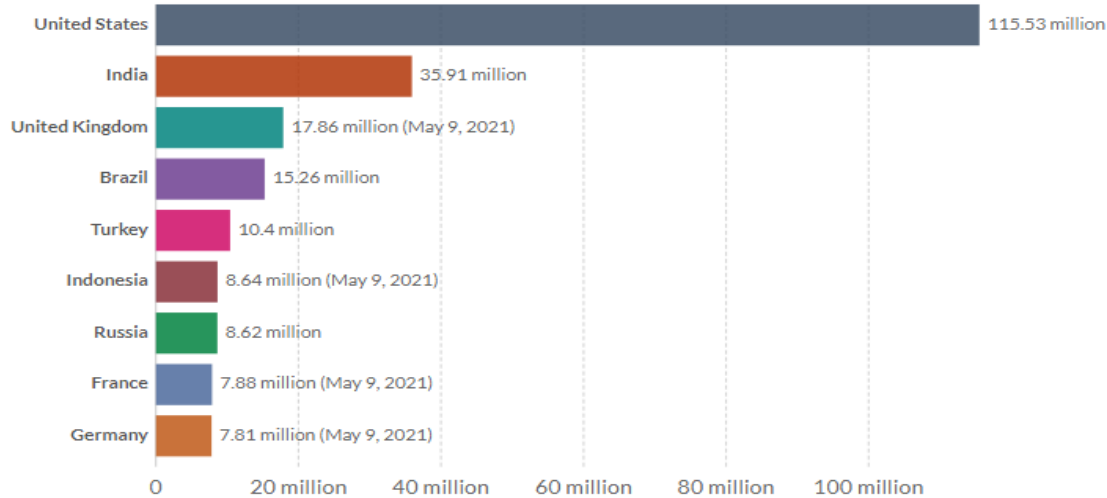 United States 115.53 million
India 35.91 million
United Kingdom 17.86 million (May 9, 2021)
Brazil 15.26 million
Turkey 10.4 million
Indonesia 8.64 million (May 9, 2021)
Russia 8.62 million
France 7.88 million (May 9, 2021)
Germany 7.81 million (May 9, 2021)
0 20 million 40 million 60 million 80 million 100 million